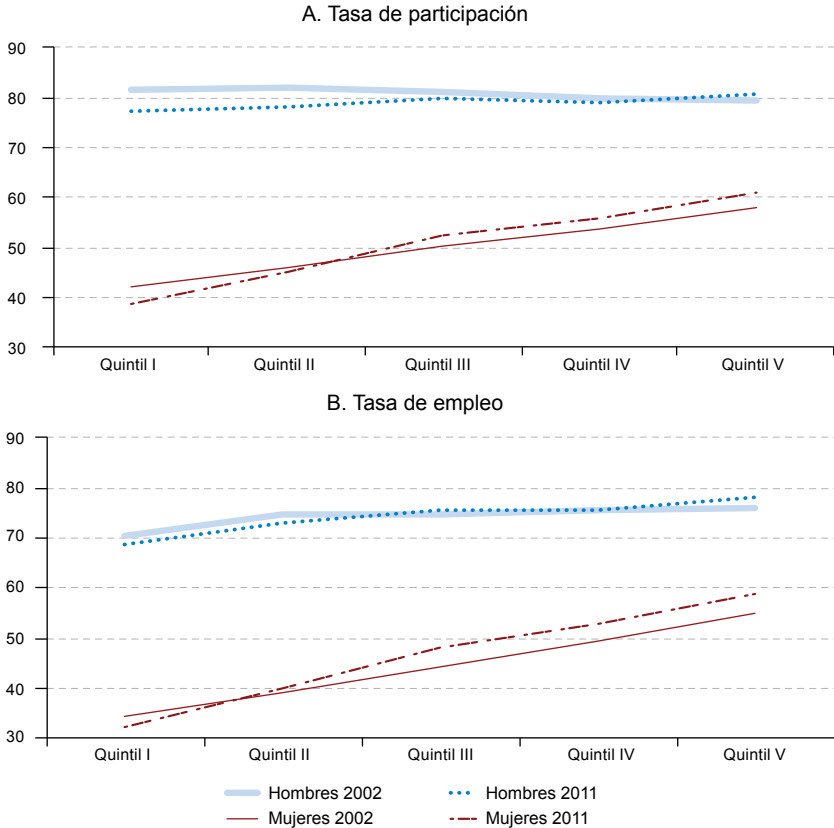 A. Tasa de participación
90
80
70
60
50
40
30
Quintil I Quintil II Quintil III Quintil IV Quintil V
B. Tasa de empleo
90
80
70
60
50
40
30
Quintil I Quintil II Quintil III Quintil IV Quintil V
Hombres 2002 Hombres 2011
Mujeres 2002 Mujeres 2011